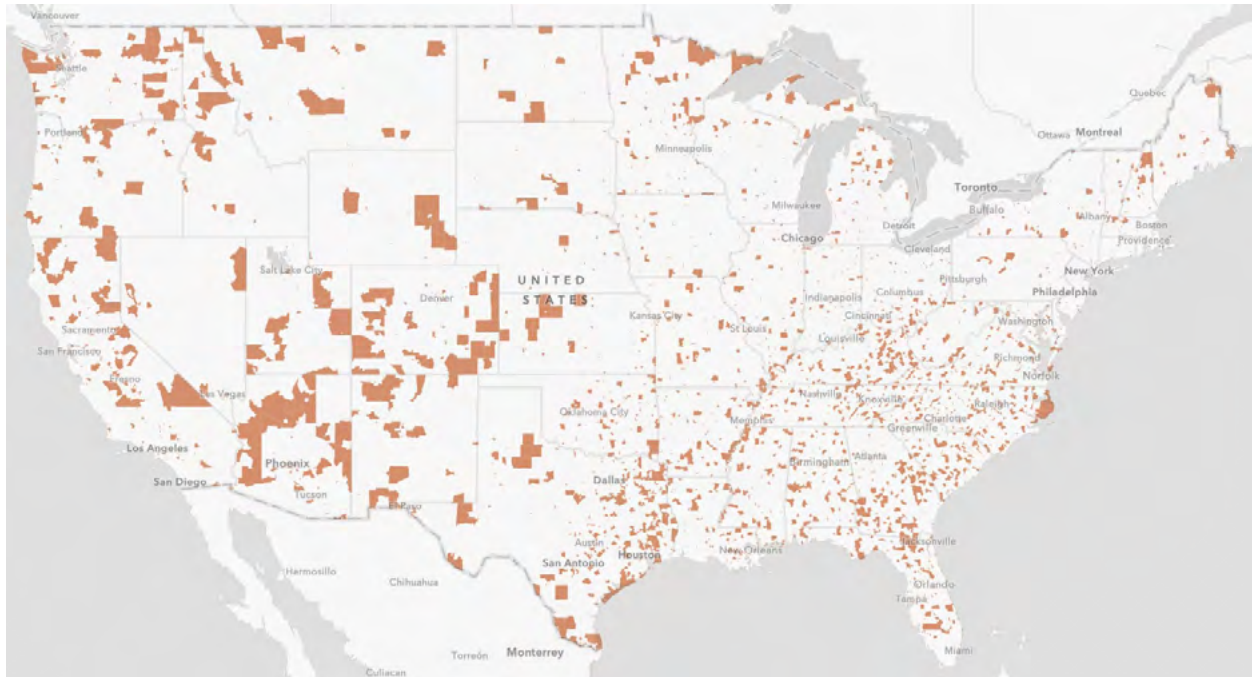 Vancouver
Seattle
Quebec
Ottawa
Montreal
Portland
Minneapolis
Toronto
Milwaukee
Buffalo
Albany
Boston
Detroit
Providence
Chicago
Cleveland
Salt Lake City
UNITED
STATES
Denver
New York
Pittsburgh
Philadelphia
Indianapolis
Columbus
Sacramento
Kansas City
St Louis
Cincinnati
Washington
San Francisco
Louisville
Richmond
Fresno
Norfolk
Las Vegas
Nashville
Knoxville
Raleigh
Oklahoma City
Memphis
Charlotte
Greenville
Los Angeles
Phoenix
Birmingham
Atlanta
San Diego
Dallas
Tucson
El Paso
Jacksonville
Austin
Houston
New Orleans
San Antonio
Hermosillo
Chihuahua
Orlando
Tampa
Monterrey
Torreón
Miami
Culiacan